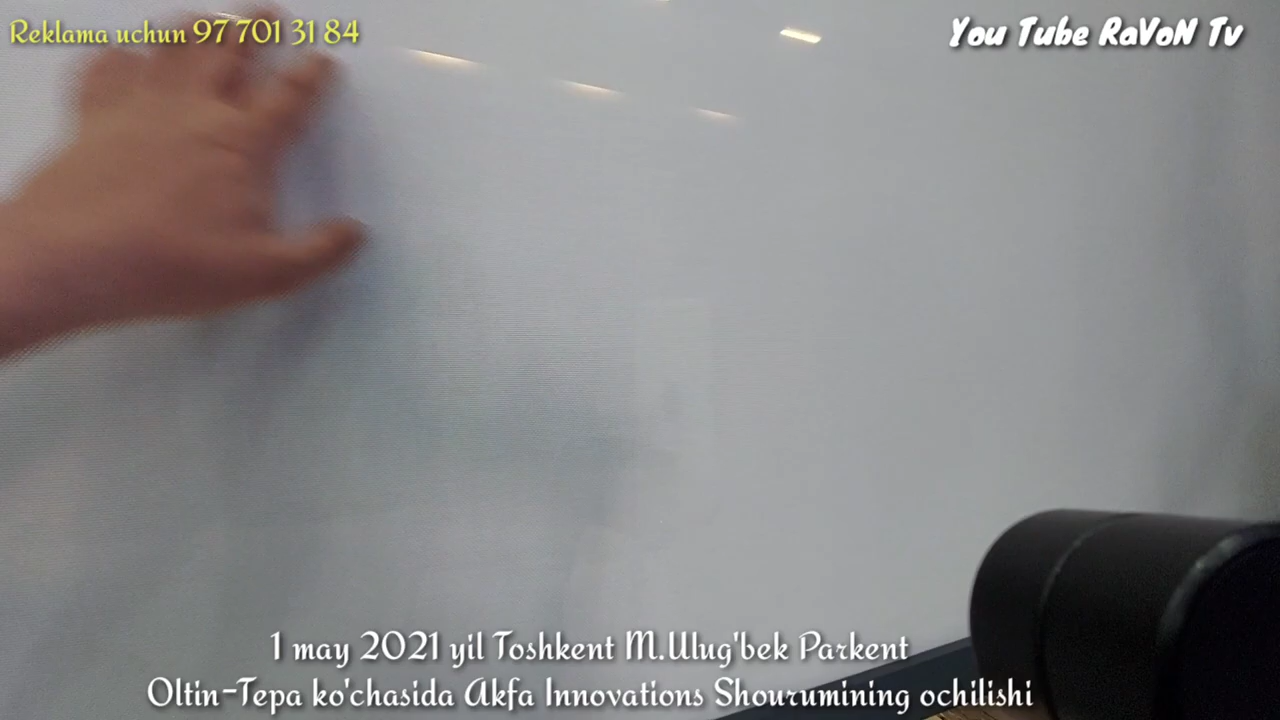 Reklama uchun 97 701 31 84
You Tube RaVoN Tv
1 may 2021 yil Toshkent M.Ulug'bek Parkent
Oltin-Tepa ko'chasida Akfa Innovations Shourumining ochilishi